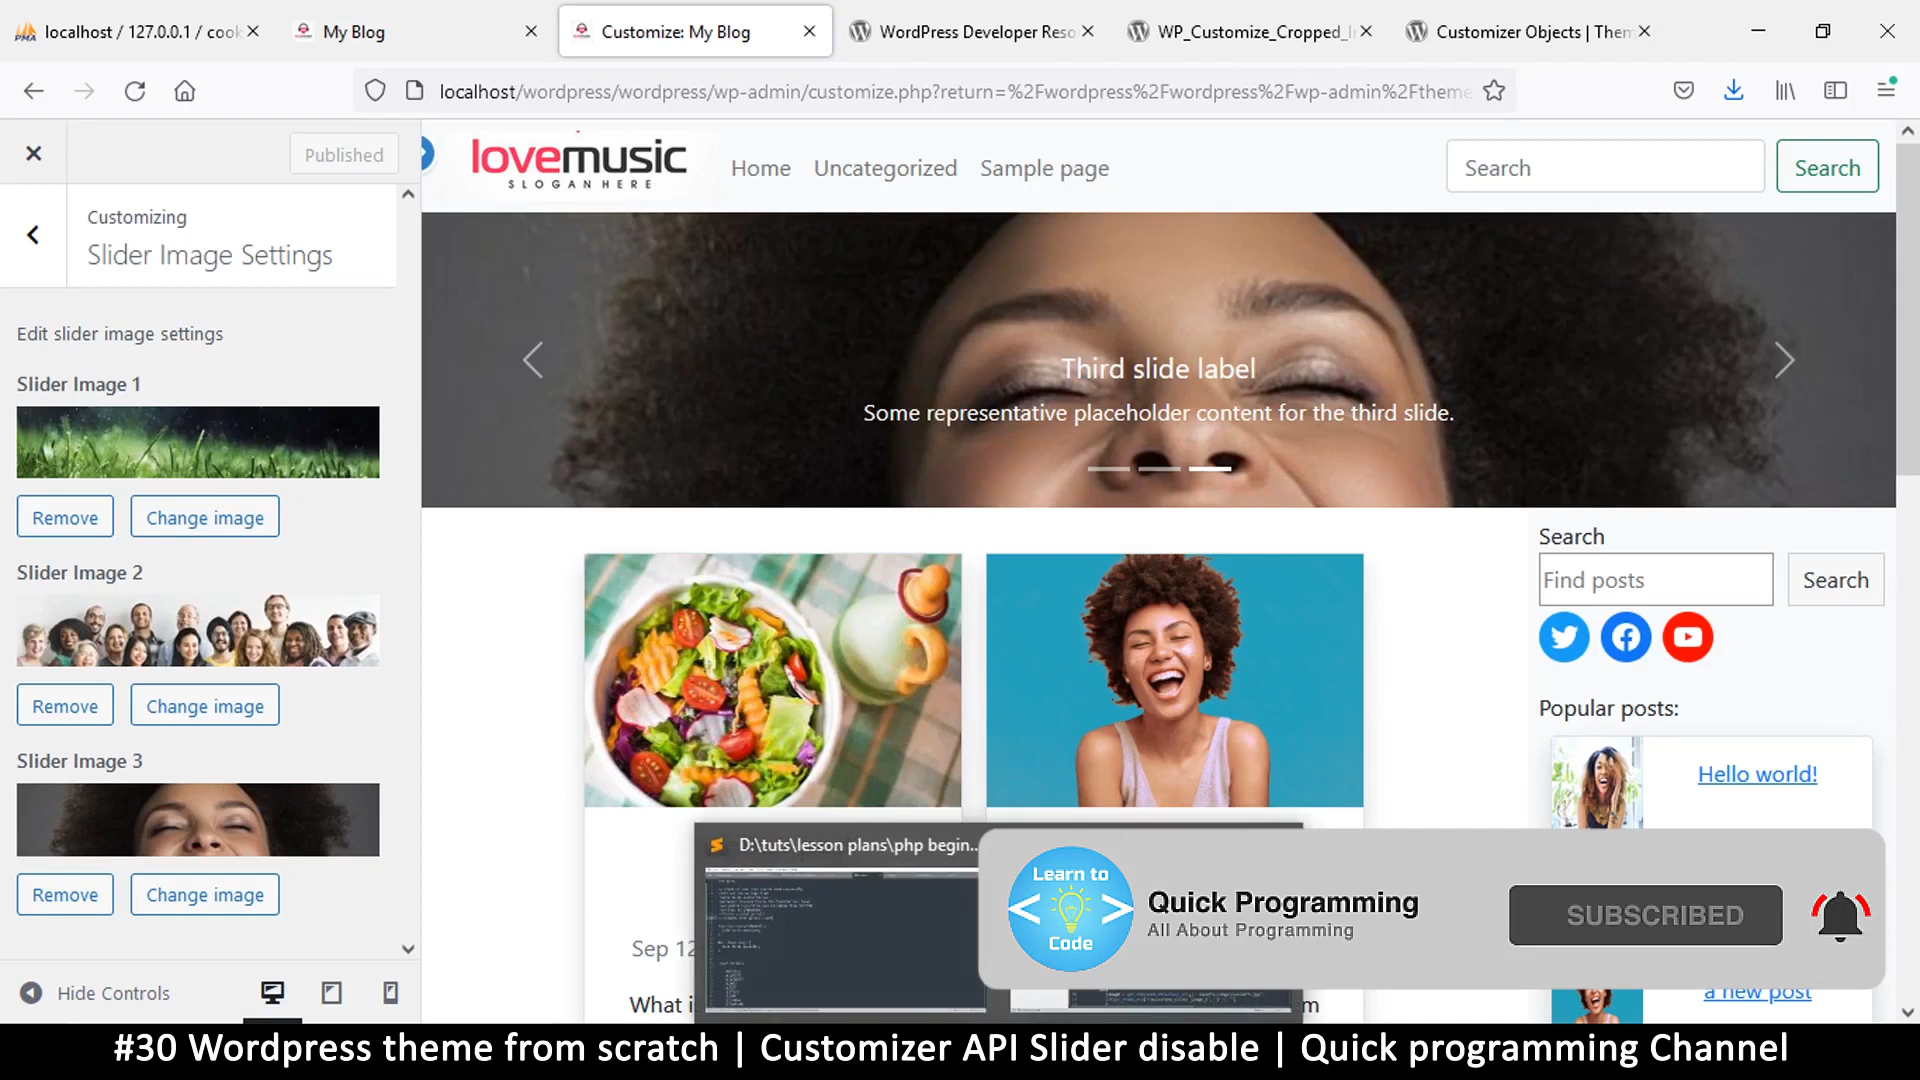 localhost / 127.0.0.1 / cook
My Blog
Customize: My Blog
WordPress Developer Reso
WP_Customize_Cropped_I
Customizer Objects | Them
localhost/wordpress/wordpress/wp-admin/customize.php?return=%2Fwordpress%2Fwordpress%2Fwp-admin%2Ftheme
Published
Customizing
Slider Image Settings
Edit slider image settings
Slider Image 1
Remove
Change image
Slider Image 2
Remove
Change image
Slider Image 3
Remove
Change image
Hide Controls
lovemusic
SLOGAN HERE
Home
Uncategorized
Sample page
Search
Search
Third slide label
Some representative placeholder content for the third slide.
Search
Find posts
Search
Popular posts:
Hello world!
a new post
Sep 12
What i
m
D:\tuts\lesson plans\php begin...
Learn to
Code
Quick Programming
All About Programming
SUBSCRIBED
#30 Wordpress theme from scratch | Customizer API Slider disable | Quick programming Channel